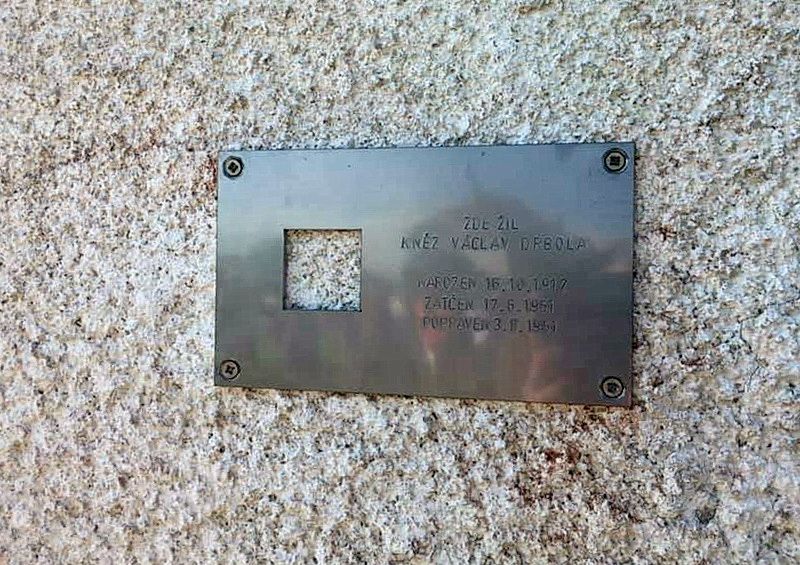 ZDE ŽIL
KNĚZ VÁCLAV DRBOLA
NAROZEN 16.10.1912
ZATČEN 17.6.1951
POPRAVEN 3.8.1951